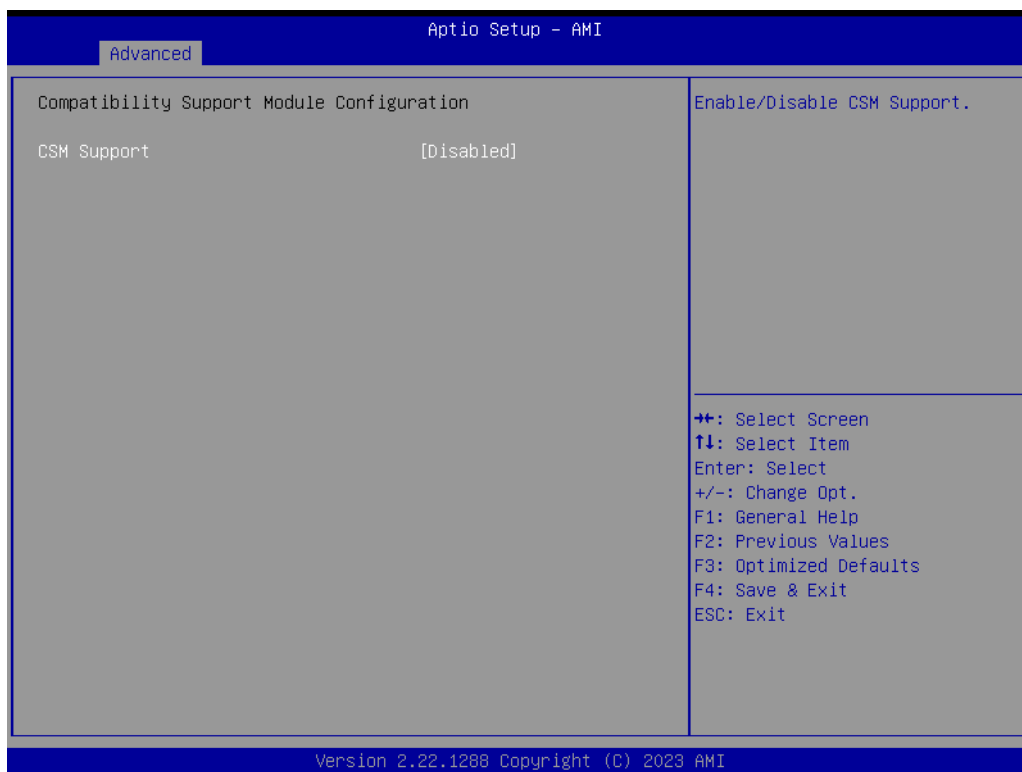 Aptio Setup – AMI
Advanced
Compatibility Support Module Configuration
CSM Support [Disabled]
Enable/Disable CSM Support.
→←: Select Screen
↑↓: Select Item
Enter: Select
+/-: Change Opt.
F1: General Help
F2: Previous Values
F3: Optimized Defaults
F4: Save & Exit
ESC: Exit
Version 2.22.1288 Copyright (C) 2023 AMI